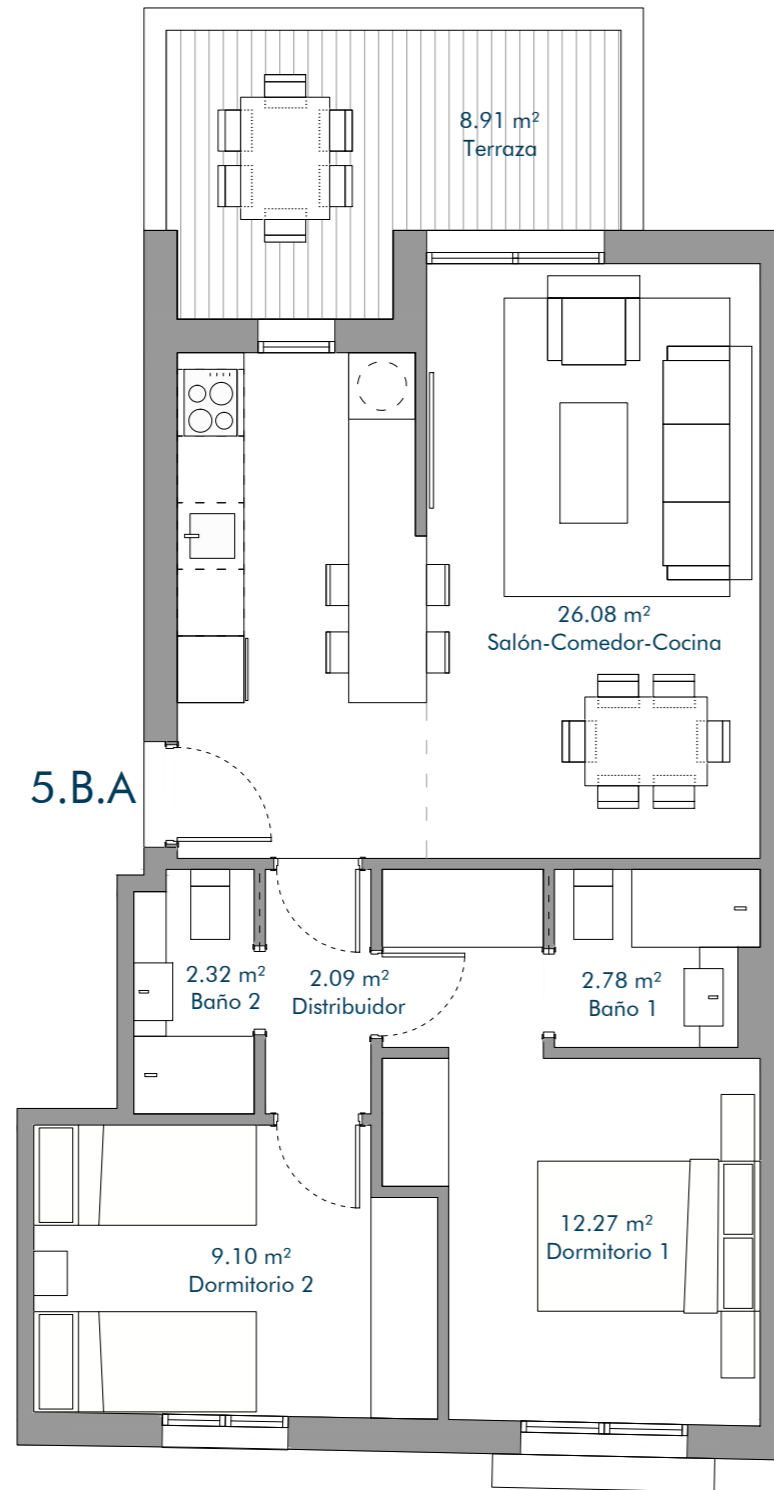 8.91 m²
Terraza
26.08 m²
Salón-Comedor-Cocina
5.B.A
2.32 m²
Baño 2
2.09 m²
Distribuidor
2.78 m²
Baño 1
12.27 m²
Dormitorio 1
9.10 m²
Dormitorio 2